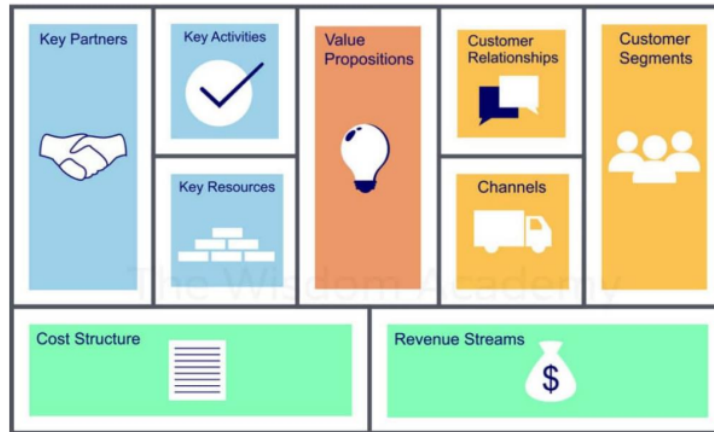 Key Partners
Key Activities
Value
Propositions
Customer
Relationships
Customer
Segments
Key Resources
Channels
The Wisdom Academy
Cost Structure
Revenue Streams
$